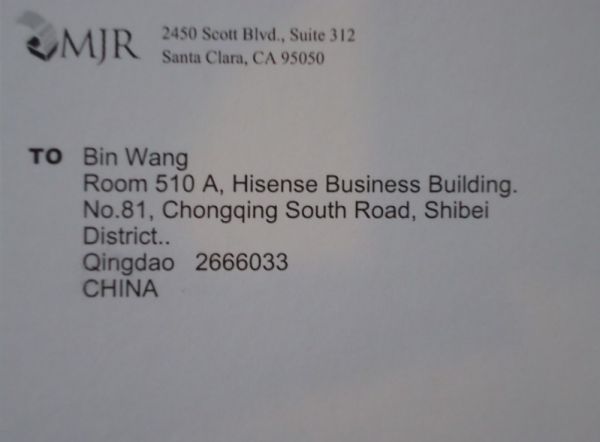 MJR
2450 Scott Blvd., Suite 312
Santa Clara, CA 95050
TO Bin Wang
Room 510 A, Hisense Business Building.
No.81, Chongqing South Road, Shibei
District..
Qingdao 2666033
CHINA